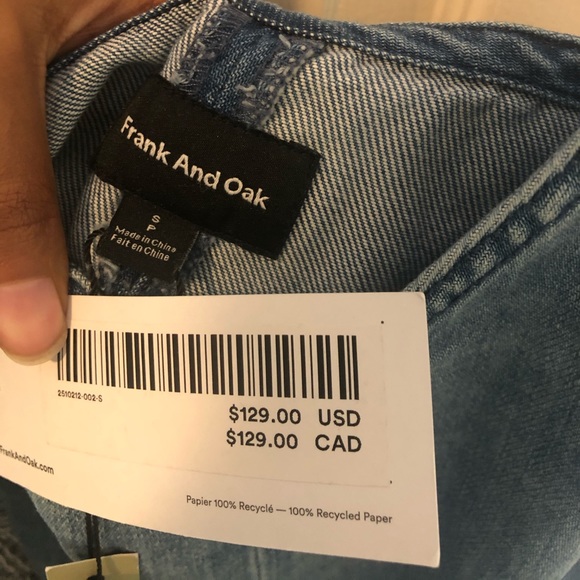 Frank And Oak
S
P
Made in China
Fait en Chine
2510212-002-S
$129.00 USD
$129.00 CAD
FrankAndOak.com
Papier 100% Recyclé — 100% Recycled Paper